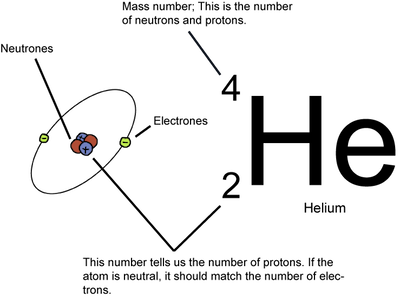 Mass number; This is the number
of neutrons and protons.
Neutrones
4
Electrones
He
2
Helium
− + + −
This number tells us the number of protons. If the
atom is neutral, it should match the number of elec-
trons.